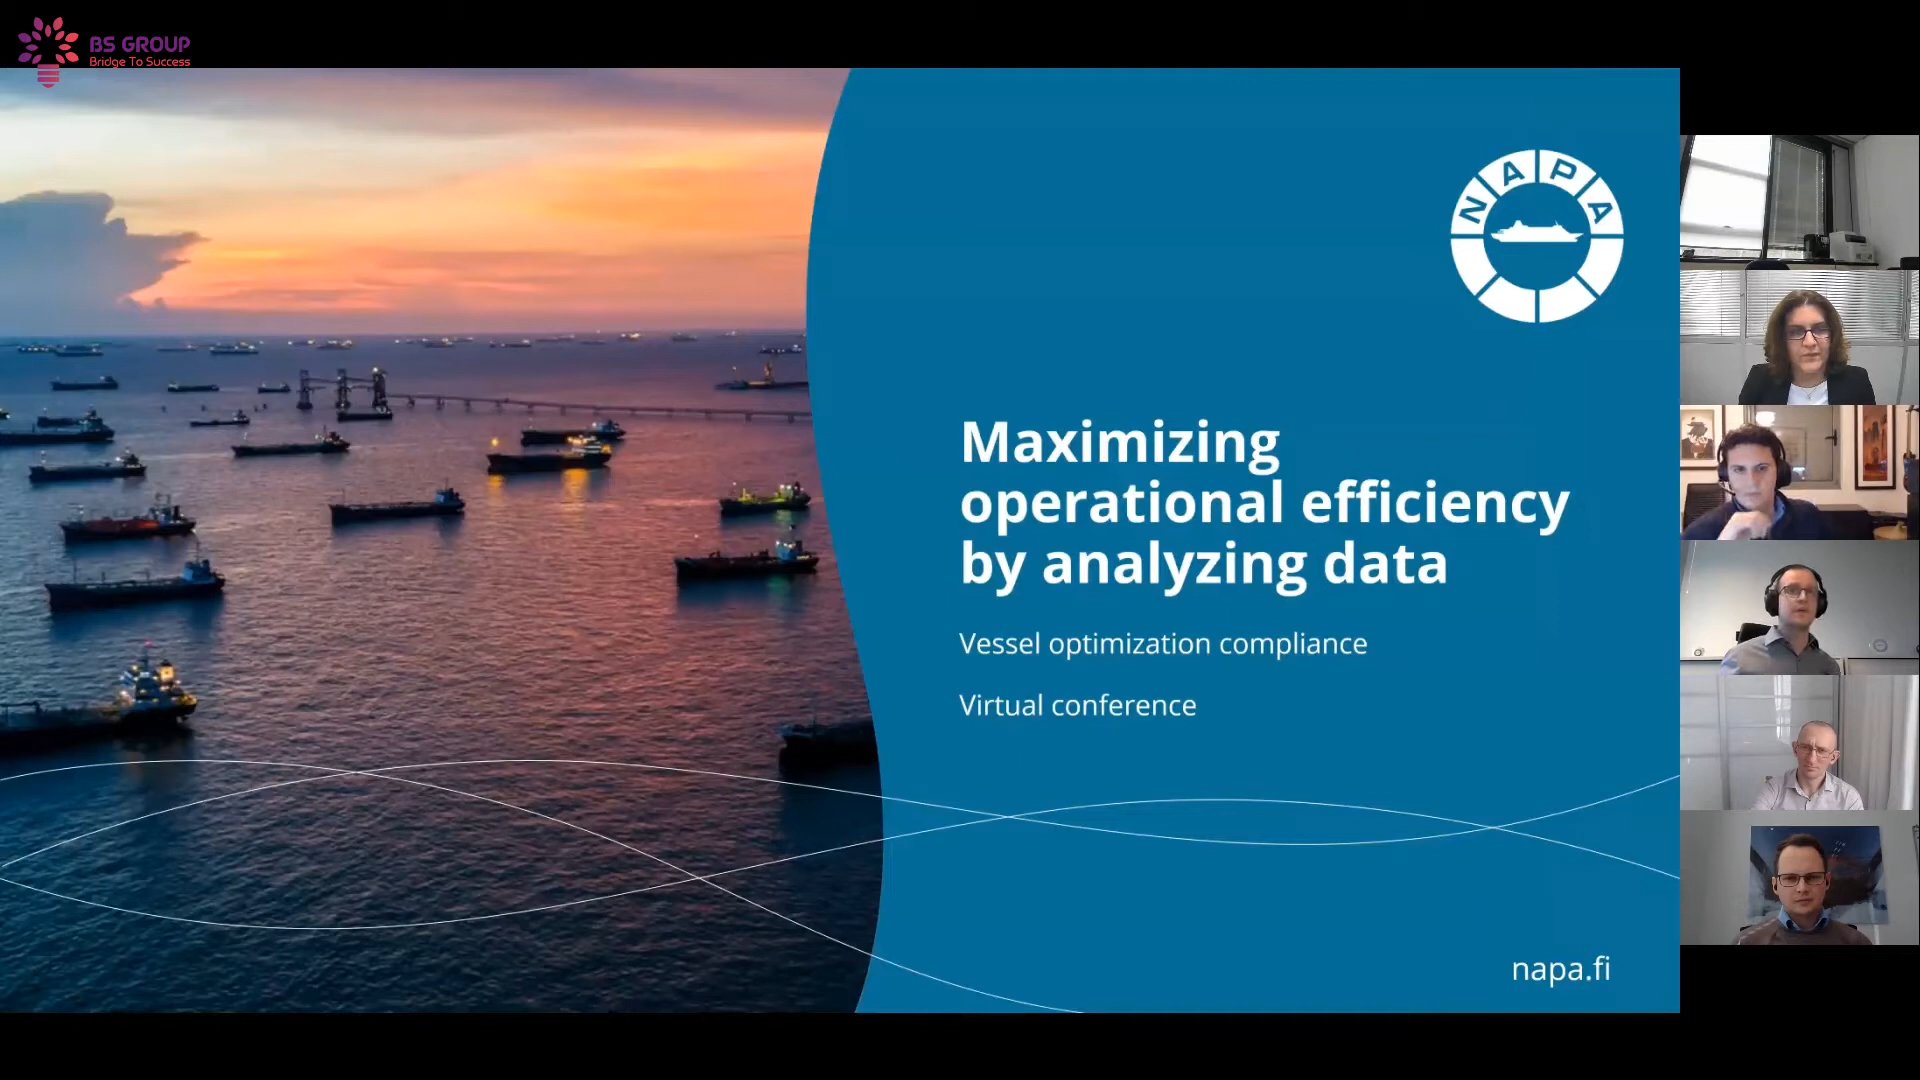 BS GROUP
Bridge To Success
NAPA
Maximizing
operational efficiency
by analyzing data
Vessel optimization compliance
Virtual conference
napa.fi